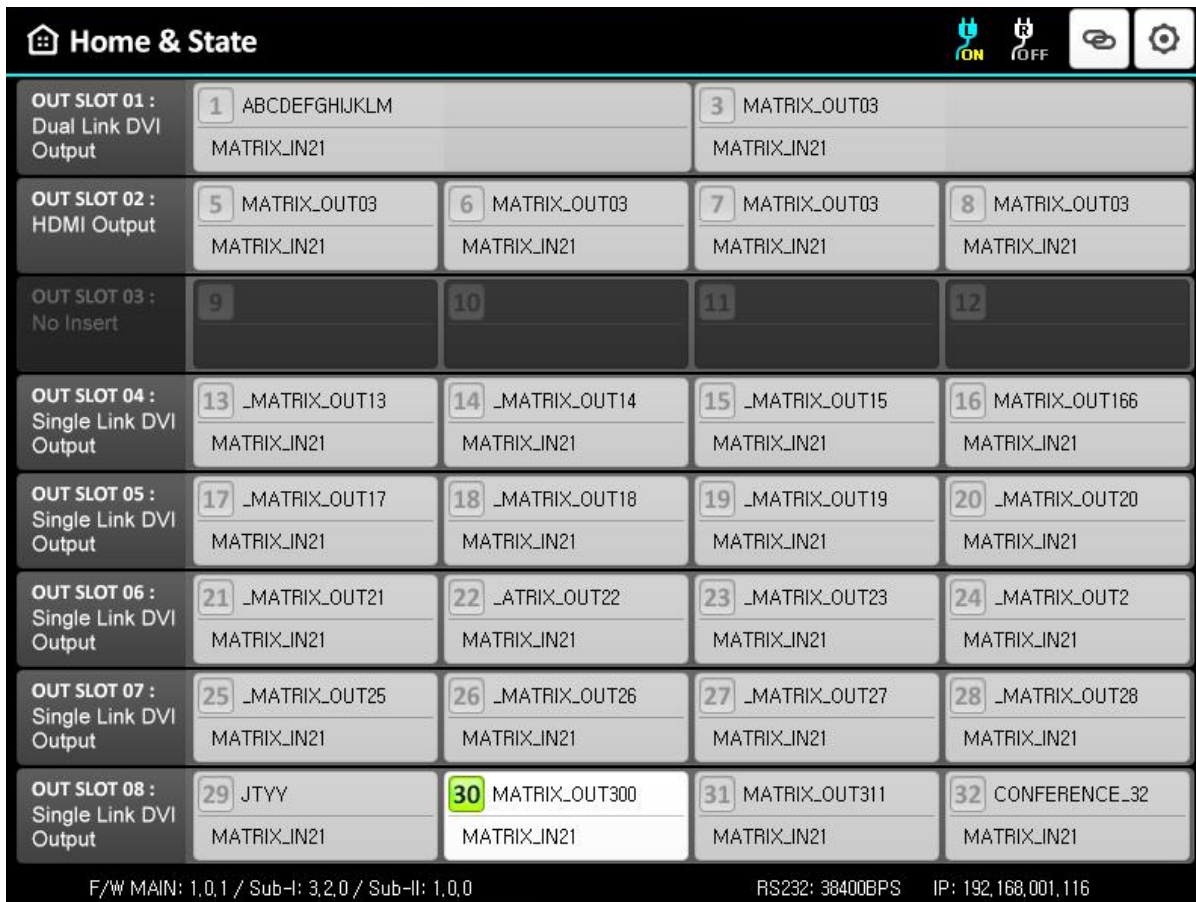 Home & State
L ON R OFF
OUT SLOT 01 :
Dual Link DVI
Output
1 ABCDEFGHIJKLM
MATRIX_IN21
3 MATRIX_OUT03
MATRIX_IN21
OUT SLOT 02 :
HDMI Output
5 MATRIX_OUT03
MATRIX_IN21
6 MATRIX_OUT03
MATRIX_IN21
7 MATRIX_OUT03
MATRIX_IN21
8 MATRIX_OUT03
MATRIX_IN21
OUT SLOT 03 :
No Insert
9
10
11
12
OUT SLOT 04 :
Single Link DVI
Output
13 _MATRIX_OUT13
MATRIX_IN21
14 _MATRIX_OUT14
MATRIX_IN21
15 _MATRIX_OUT15
MATRIX_IN21
16 MATRIX_OUT166
MATRIX_IN21
OUT SLOT 05 :
Single Link DVI
Output
17 _MATRIX_OUT17
MATRIX_IN21
18 _MATRIX_OUT18
MATRIX_IN21
19 _MATRIX_OUT19
MATRIX_IN21
20 _MATRIX_OUT20
MATRIX_IN21
OUT SLOT 06 :
Single Link DVI
Output
21 _MATRIX_OUT21
MATRIX_IN21
22 _ATRIX_OUT22
MATRIX_IN21
23 _MATRIX_OUT23
MATRIX_IN21
24 _MATRIX_OUT2
MATRIX_IN21
OUT SLOT 07 :
Single Link DVI
Output
25 _MATRIX_OUT25
MATRIX_IN21
26 _MATRIX_OUT26
MATRIX_IN21
27 _MATRIX_OUT27
MATRIX_IN21
28 _MATRIX_OUT28
MATRIX_IN21
OUT SLOT 08 :
Single Link DVI
Output
29 JTYY
MATRIX_IN21
30 MATRIX_OUT300
MATRIX_IN21
31 MATRIX_OUT311
MATRIX_IN21
32 CONFERENCE_32
MATRIX_IN21
F/W MAIN: 1.0.1 / Sub-I: 3.2.0 / Sub-II: 1.0.0 RS232: 38400BPS IP: 192.168.001.116